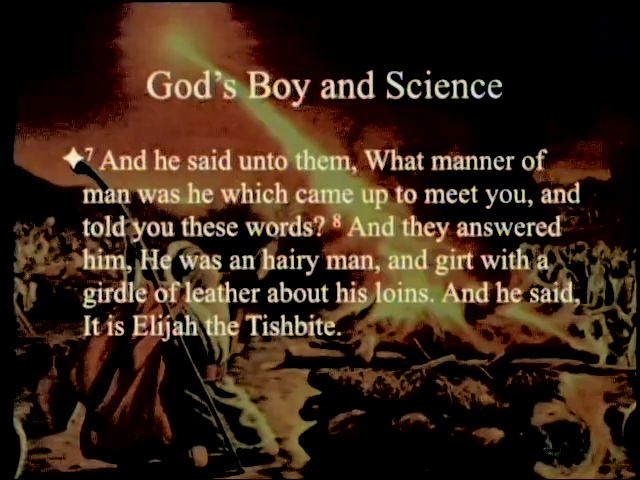 God's Boy and Science
⁷ And he said unto them, What manner of
man was he which came up to meet you, and
told you these words? ⁸ And they answered
him, He was an hairy man, and girt with a
girdle of leather about his loins. And he said,
It is Elijah the Tishbite.